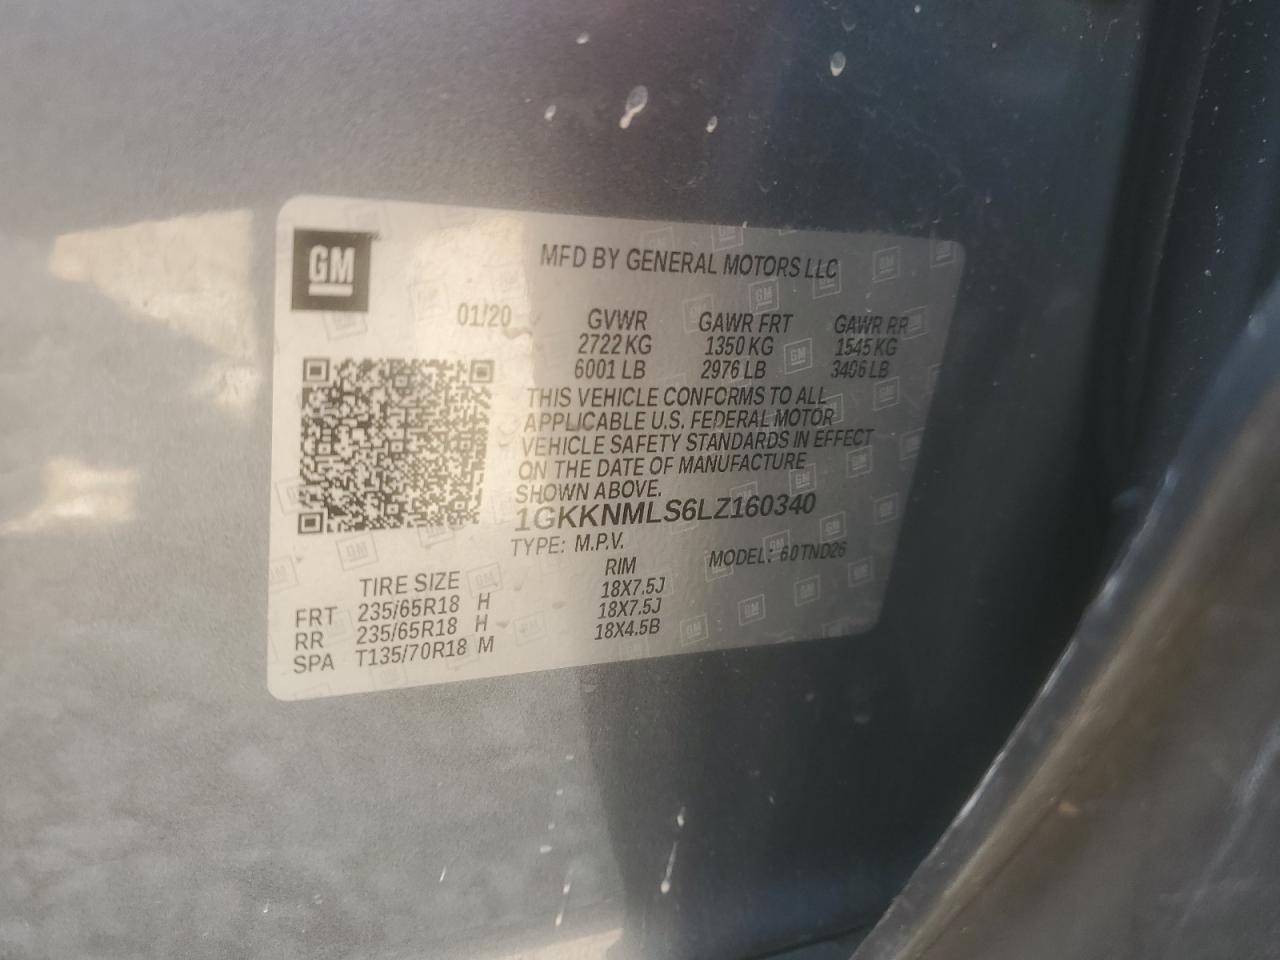 GM
MFD BY GENERAL MOTORS LLC
01/20 GVWR GAWR FRT GAWR RR
2722 KG 1350 KG 1545 KG
6001 LB 2976 LB 3406 LB
THIS VEHICLE CONFORMS TO ALL
APPLICABLE U.S. FEDERAL MOTOR
VEHICLE SAFETY STANDARDS IN EFFECT
ON THE DATE OF MANUFACTURE
SHOWN ABOVE.
1GKKNMLS6LZ160340
TYPE: M.P.V. MODEL: 60TND26
TIRE SIZE RIM
FRT 235/65R18 H 18X7.5J
RR 235/65R18 H 18X7.5J
SPA T135/70R18 M 18X4.5B